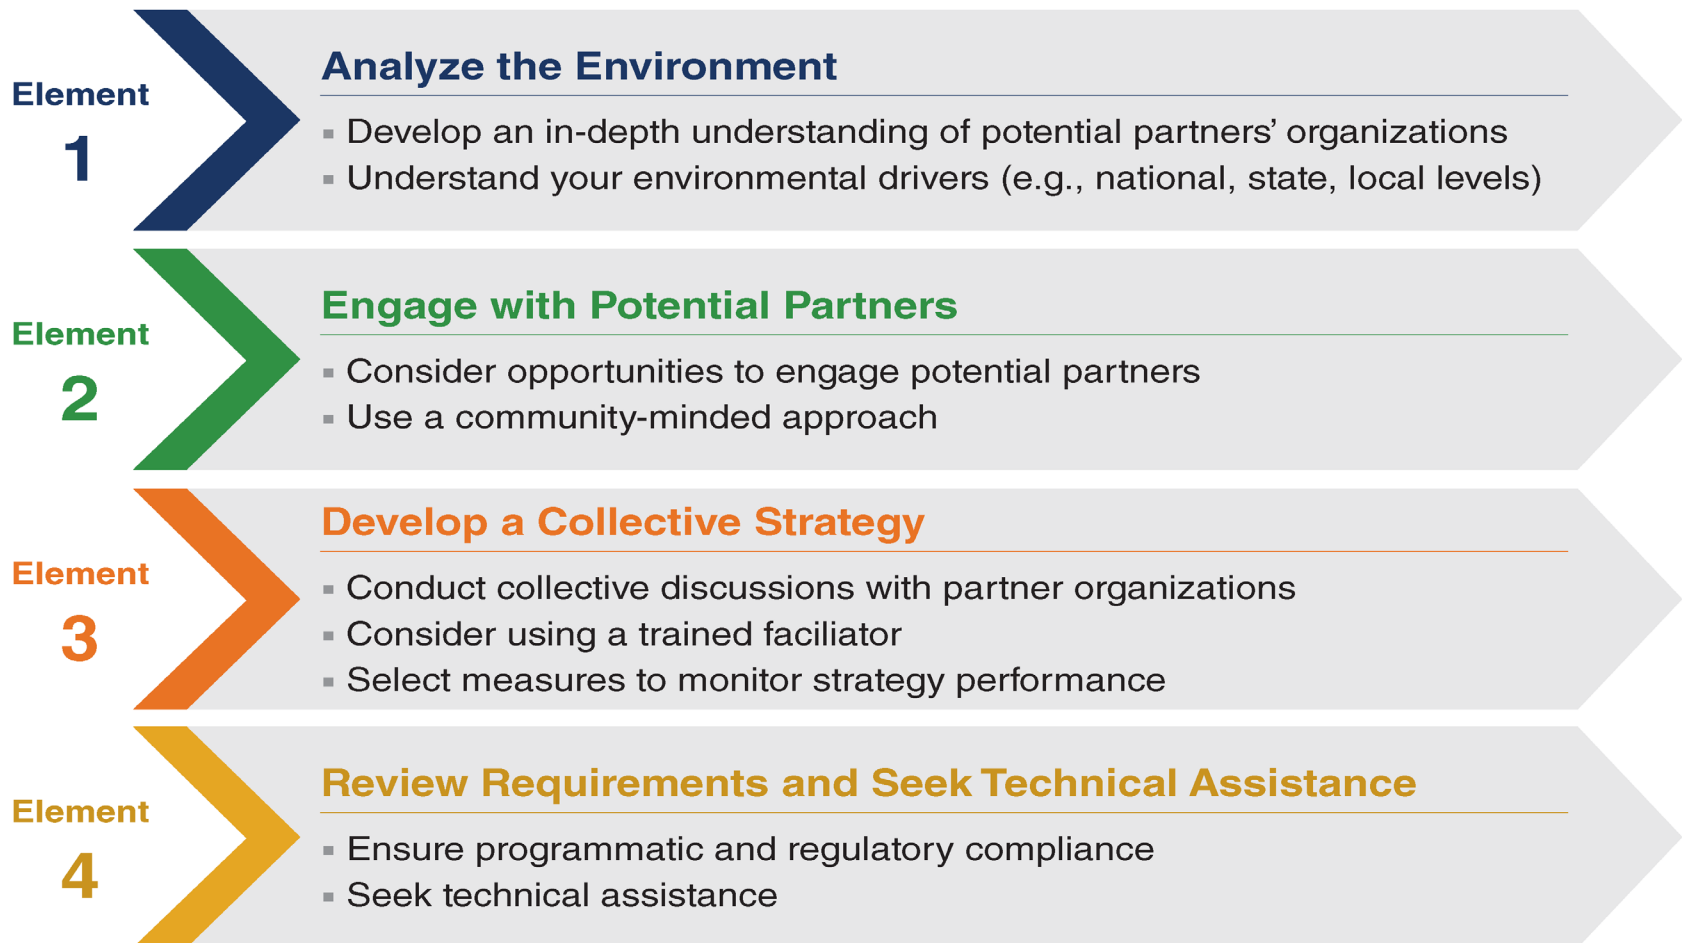 Element
1
Analyze the Environment
▪ Develop an in-depth understanding of potential partners’ organizations
▪ Understand your environmental drivers (e.g., national, state, local levels)
Element
2
Engage with Potential Partners
▪ Consider opportunities to engage potential partners
▪ Use a community-minded approach
Element
3
Develop a Collective Strategy
▪ Conduct collective discussions with partner organizations
▪ Consider using a trained faciliator
▪ Select measures to monitor strategy performance
Element
4
Review Requirements and Seek Technical Assistance
▪ Ensure programmatic and regulatory compliance
▪ Seek technical assistance